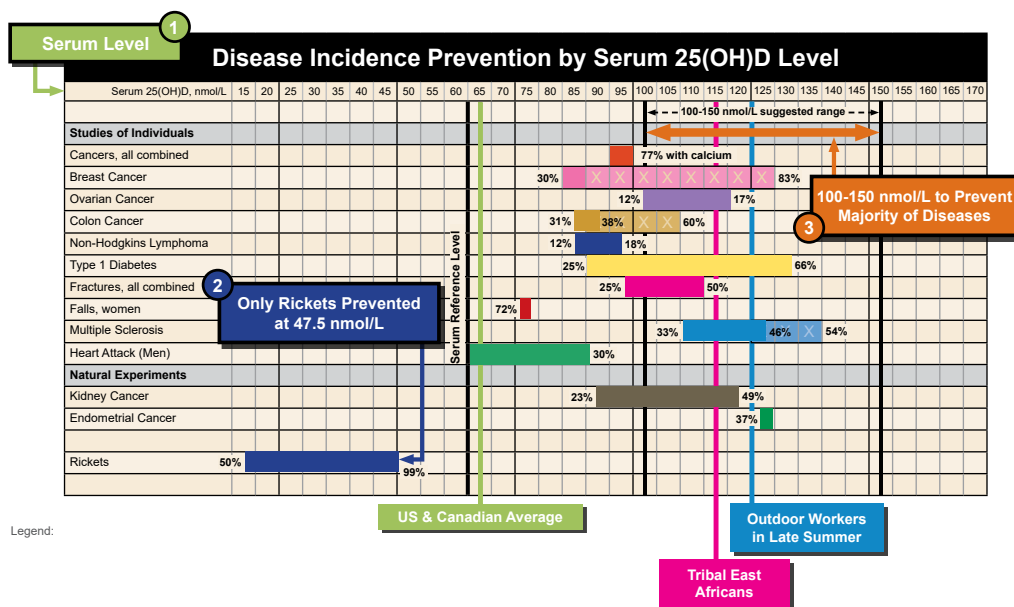 Serum Level
1
Disease Incidence Prevention by Serum 25(OH)D Level
Serum 25(OH)D, nmol/L 15 20 25 30 35 40 45 50 55 60 65 70 75 80 85 90 95 100 105 110 115 120 125 130 135 140 145 150 160 170
100-150 nmol/L suggested range
Studies of Individuals
Cancers, all combined 77% with calcium
Breast Cancer 30% X X X X X X X X 83%
Ovarian Cancer 12% 17%
Colon Cancer 31% 38% X X 60%
Non-Hodgkins Lymphoma 12% 18%
Type 1 Diabetes 25% 66%
Fractures, all combined 25% 50%
Falls, women 72%
Multiple Sclerosis 33% 46% X 54%
Heart Attack (Men) 30%
Natural Experiments
Kidney Cancer 23% 49%
Endometrial Cancer 37%
Rickets 50% 99%
Serum Reference Level
2
Only Rickets Prevented
at 47.5 nmol/L
100-150 nmol/L to Prevent
Majority of Diseases
3
US & Canadian Average
Outdoor Workers
in Late Summer
Tribal East
Africans
Legend: